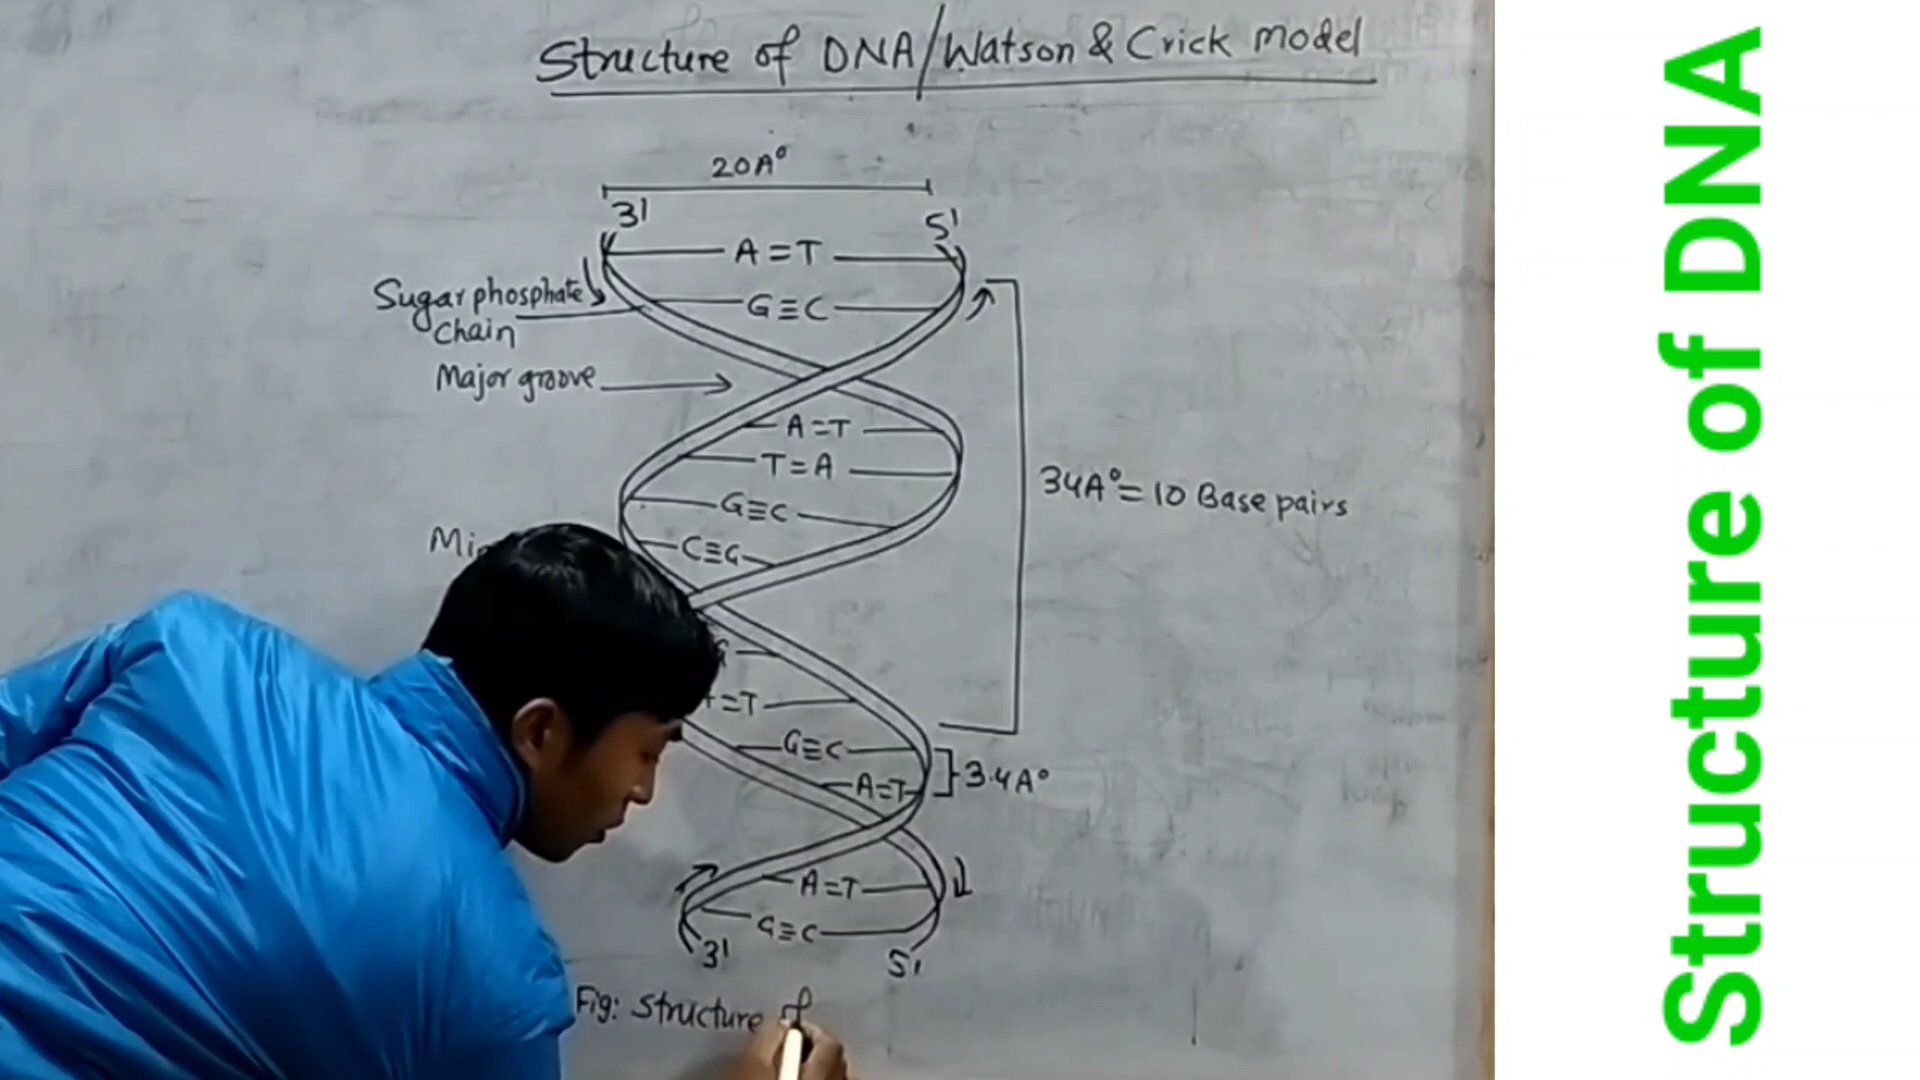 Structure of DNA/Watson & Crick Model
20A°
3' 5'
A=T
G≡C
Sugar phosphate
chain
Major groove
A=T
T=A
G≡C
34A°=10 Base pairs
C≡G
=T
G≡C
3.4A°
A=T
A=T
G≡C
3' 5'
Fig: Structure of
Structure of DNA